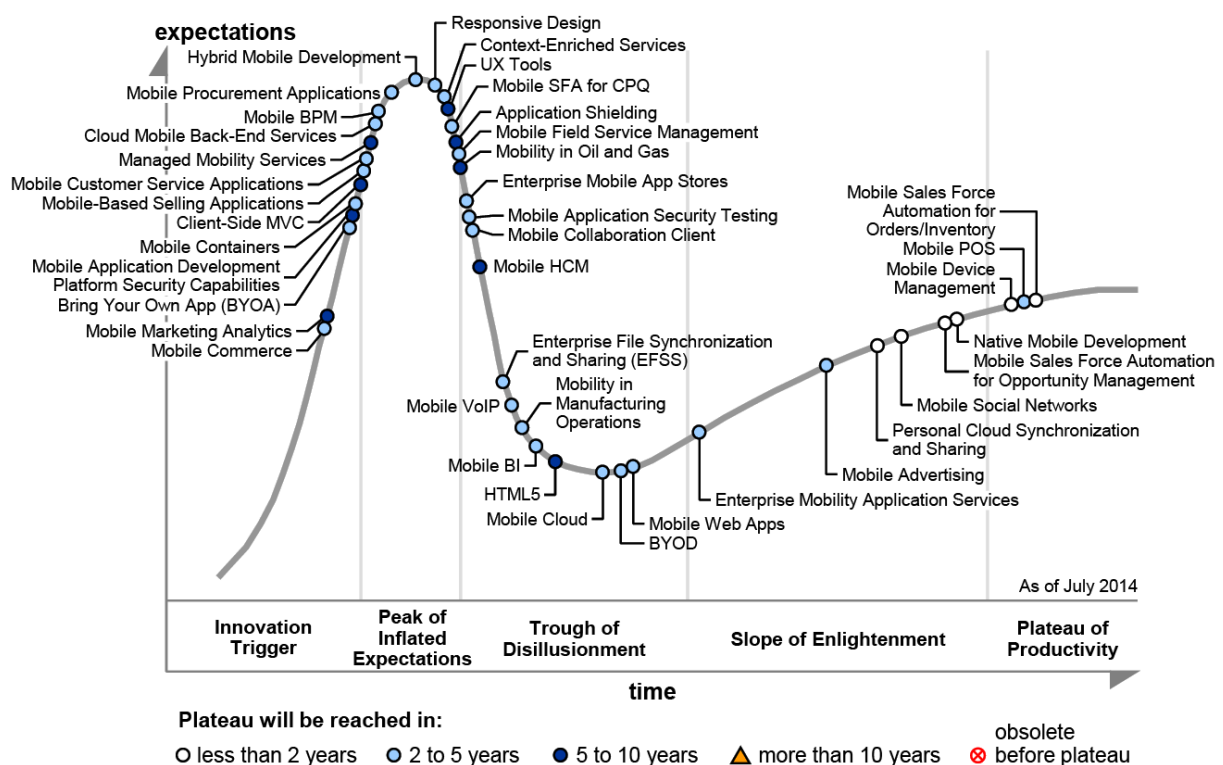 expectations
Hybrid Mobile Development
Mobile Procurement Applications
Mobile BPM
Cloud Mobile Back-End Services
Managed Mobility Services
Mobile Customer Service Applications
Mobile-Based Selling Applications
Client-Side MVC
Mobile Containers
Mobile Application Development
Platform Security Capabilities
Bring Your Own App (BYOA)
Mobile Marketing Analytics
Mobile Commerce
Responsive Design
Context-Enriched Services
UX Tools
Mobile SFA for CPQ
Application Shielding
Mobile Field Service Management
Mobility in Oil and Gas
Enterprise Mobile App Stores
Mobile Application Security Testing
Mobile Collaboration Client
Mobile HCM
Enterprise File Synchronization
and Sharing (EFSS)
Mobile VoIP
Mobility in
Manufacturing
Operations
Mobile BI
HTML5
Mobile Cloud
BYOD
Mobile Web Apps
Enterprise Mobility Application Services
Mobile Advertising
Personal Cloud Synchronization
and Sharing
Mobile Social Networks
Mobile Sales Force Automation
for Opportunity Management
Native Mobile Development
Mobile Device
Management
Mobile POS
Mobile Sales Force
Automation for
Orders/Inventory
As of July 2014
Innovation
Trigger
Peak of
Inflated
Expectations
Trough of
Disillusionment
Slope of Enlightenment
Plateau of
Productivity
time
Plateau will be reached in:
less than 2 years
2 to 5 years
5 to 10 years
more than 10 years
obsolete
before plateau